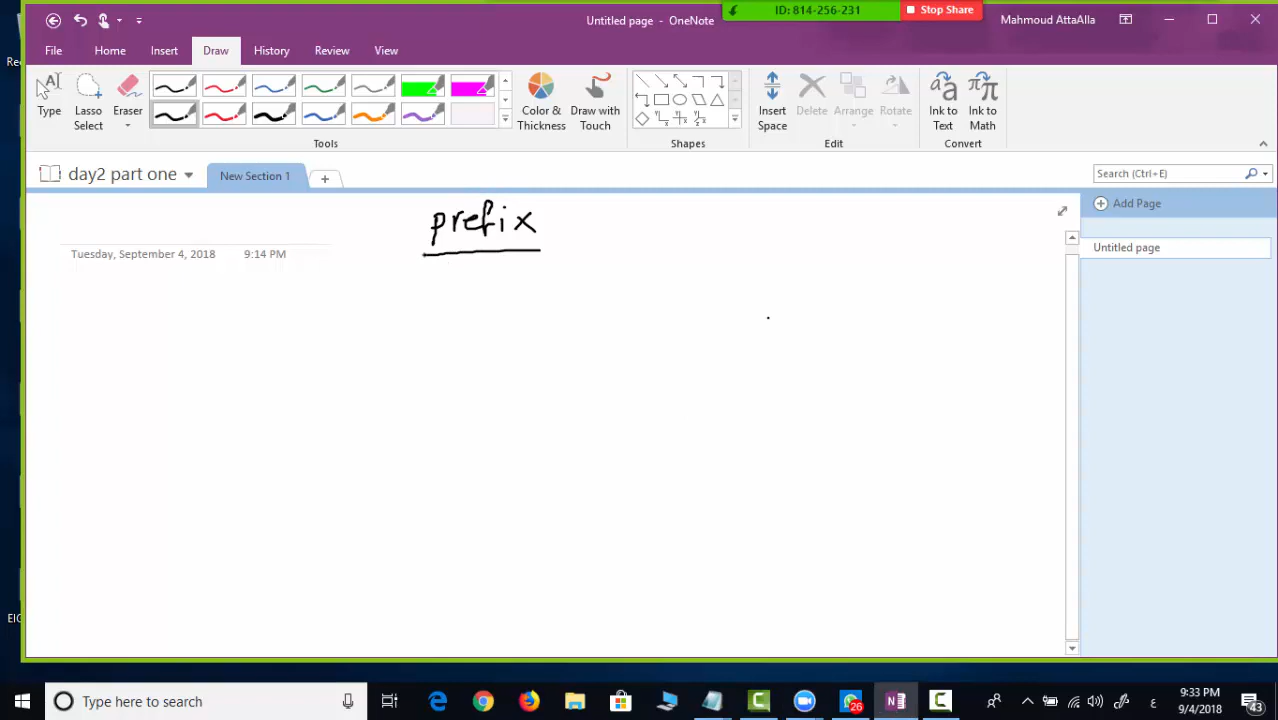 ID: 814-256-231
Stop Share
Untitled page - OneNote
Mahmoud AttaAlla
File Home Insert Draw History Review View
Type
Lasso Select
Eraser
Color & Thickness
Draw with Touch
Insert Space
Delete
Arrange
Rotate
Ink to Text
Ink to Math
Tools
Shapes
Edit
Convert
day2 part one
New Section 1
Search (Ctrl+E)
prefix
Add Page
Tuesday, September 4, 2018 9:14 PM
Untitled page
Type here to search
26
ع
9:33 PM
9/4/2018
43